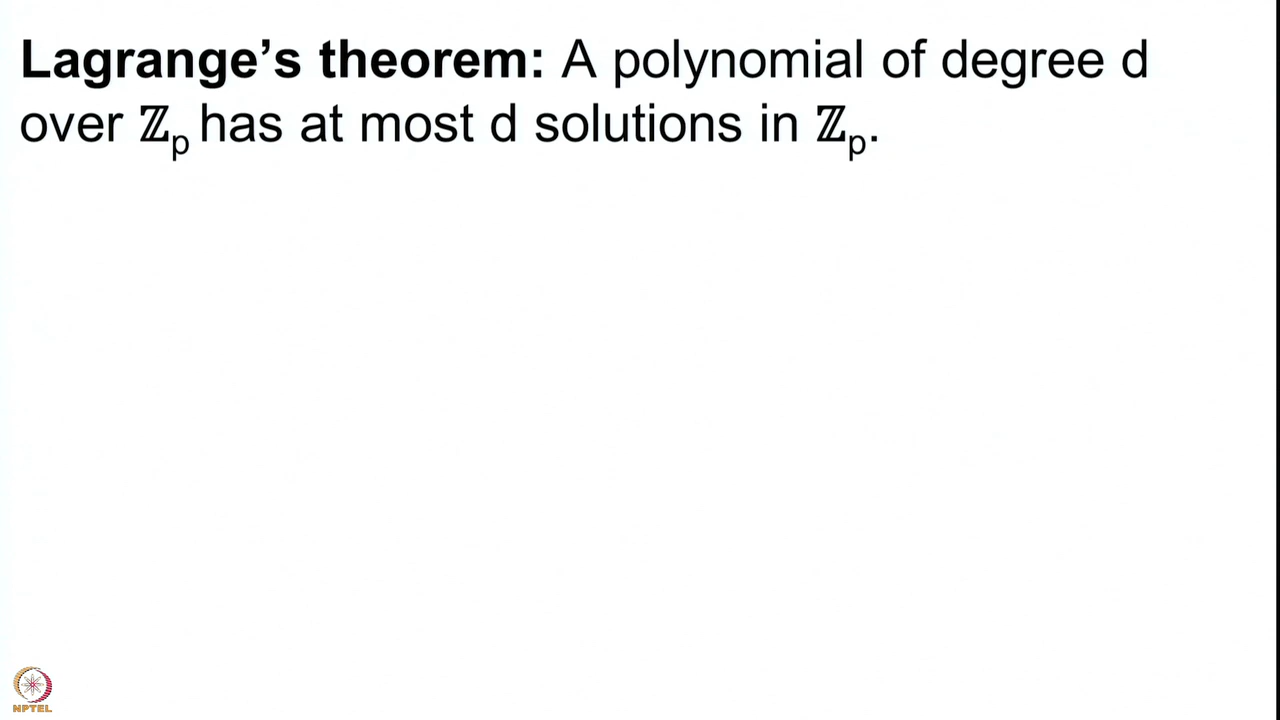 Lagrange’s theorem: A polynomial of degree d
over ℤₚ has at most d solutions in ℤₚ.
NPTEL